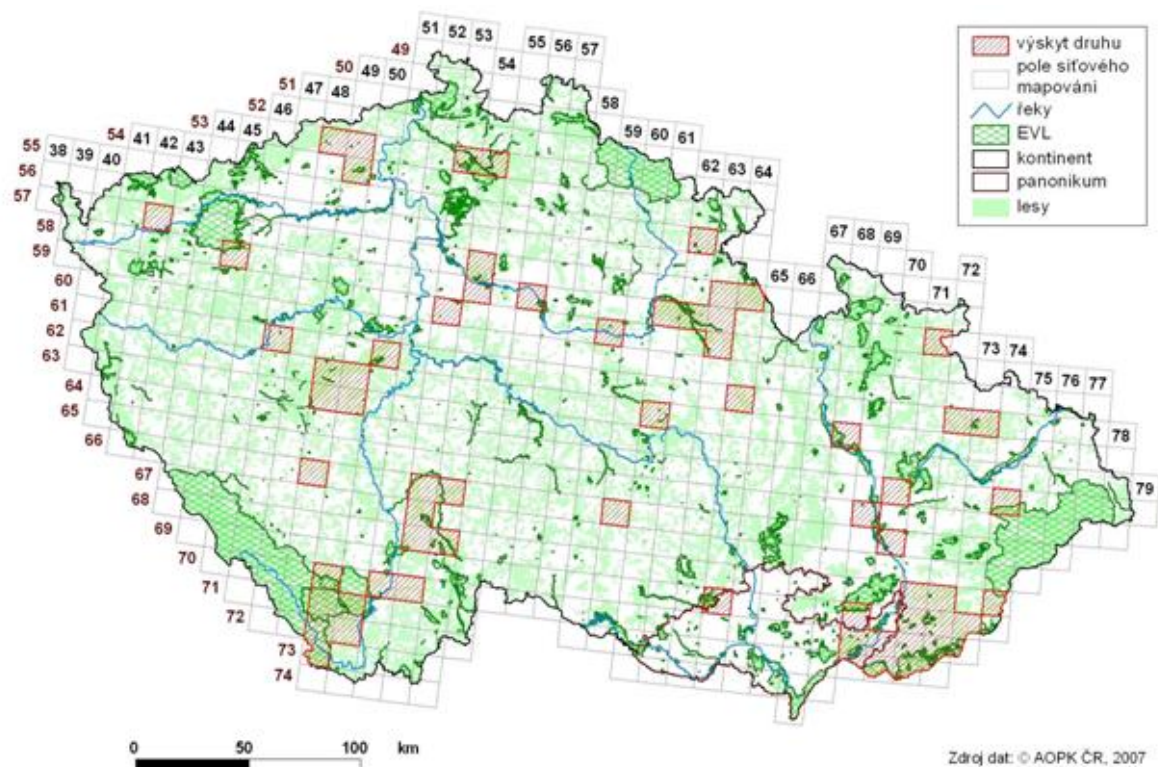 51 52 53
55 56 57
49
54
50 49 50
51 47 48
58
52 46
53 44 45
59 60 61
54 41 42 43
55 38 39 40
62 63 64
56
57
58
59
60
61
62
63
64
65
66
67
68
69
70
71
72
73
74
67 68 69
70
71
72
65 66
73 74
75 76 77
78
79
výskyt druhu
pole síťového
mapování
řeky
EVL
kontinent
panonikum
lesy
0 50 100 km
Zdroj dat: © AOPK ČR, 2007